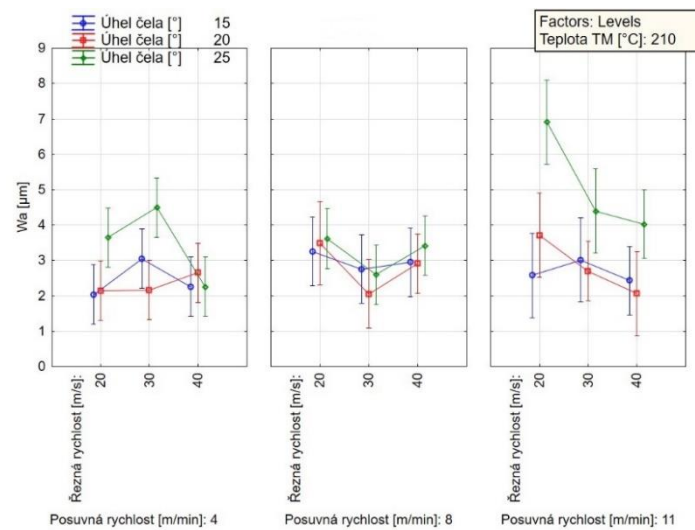 Úhel čela [°] 15
Úhel čela [°] 20
Úhel čela [°] 25
Factors: Levels
Teplota TM [°C]: 210
Wa [µm]
9
8
7
6
5
4
3
2
1
0
Řezná rychlost [m/s]: 20 30 40
Řezná rychlost [m/s]: 20 30 40
Řezná rychlost [m/s]: 20 30 40
Posuvná rychlost [m/min]: 4
Posuvná rychlost [m/min]: 8
Posuvná rychlost [m/min]: 11